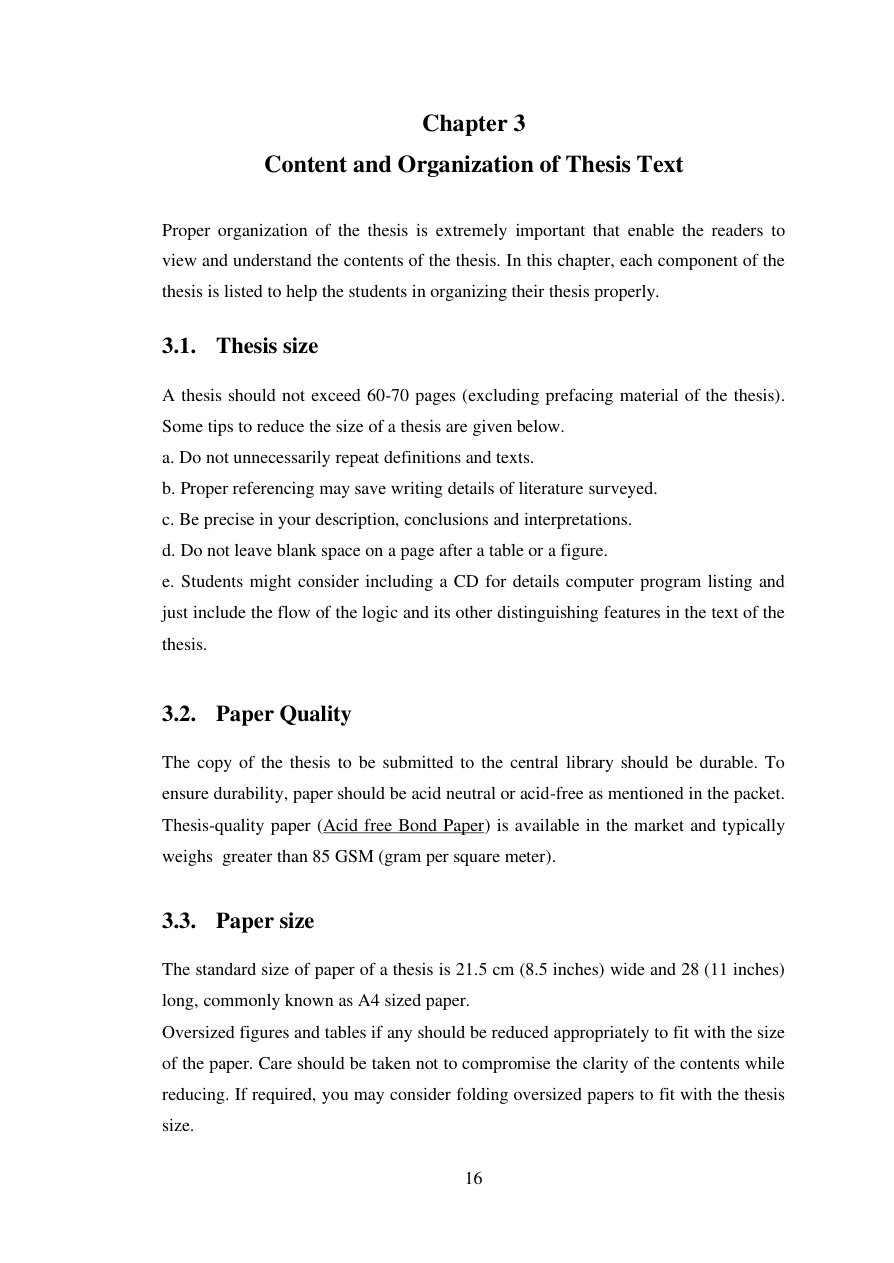 Chapter 3
Content and Organization of Thesis Text
Proper organization of the thesis is extremely important that enable the readers to
view and understand the contents of the thesis. In this chapter, each component of the
thesis is listed to help the students in organizing their thesis properly.
3.1. Thesis size
A thesis should not exceed 60-70 pages (excluding prefacing material of the thesis).
Some tips to reduce the size of a thesis are given below.
a. Do not unnecessarily repeat definitions and texts.
b. Proper referencing may save writing details of literature surveyed.
c. Be precise in your description, conclusions and interpretations.
d. Do not leave blank space on a page after a table or a figure.
e. Students might consider including a CD for details computer program listing and
just include the flow of the logic and its other distinguishing features in the text of the
thesis.
3.2. Paper Quality
The copy of the thesis to be submitted to the central library should be durable. To
ensure durability, paper should be acid neutral or acid-free as mentioned in the packet.
Thesis-quality paper (Acid free Bond Paper) is available in the market and typically
weighs greater than 85 GSM (gram per square meter).
3.3. Paper size
The standard size of paper of a thesis is 21.5 cm (8.5 inches) wide and 28 (11 inches)
long, commonly known as A4 sized paper.
Oversized figures and tables if any should be reduced appropriately to fit with the size
of the paper. Care should be taken not to compromise the clarity of the contents while
reducing. If required, you may consider folding oversized papers to fit with the thesis
size.
16